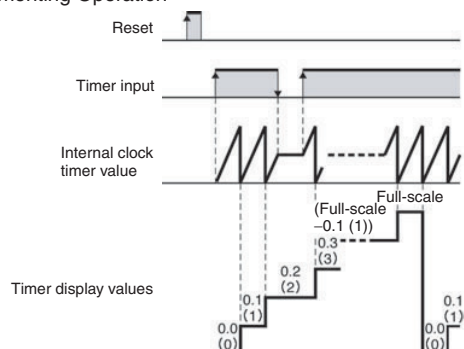 Operation
Reset
Timer input
Internal clock
timer value
Full-scale
(Full-scale
–0.1 (1))
0.3
(3)
0.2
(2)
Timer display values
0.1
(1)
0.1
(1)
0.0
(0)
0.0
(0)